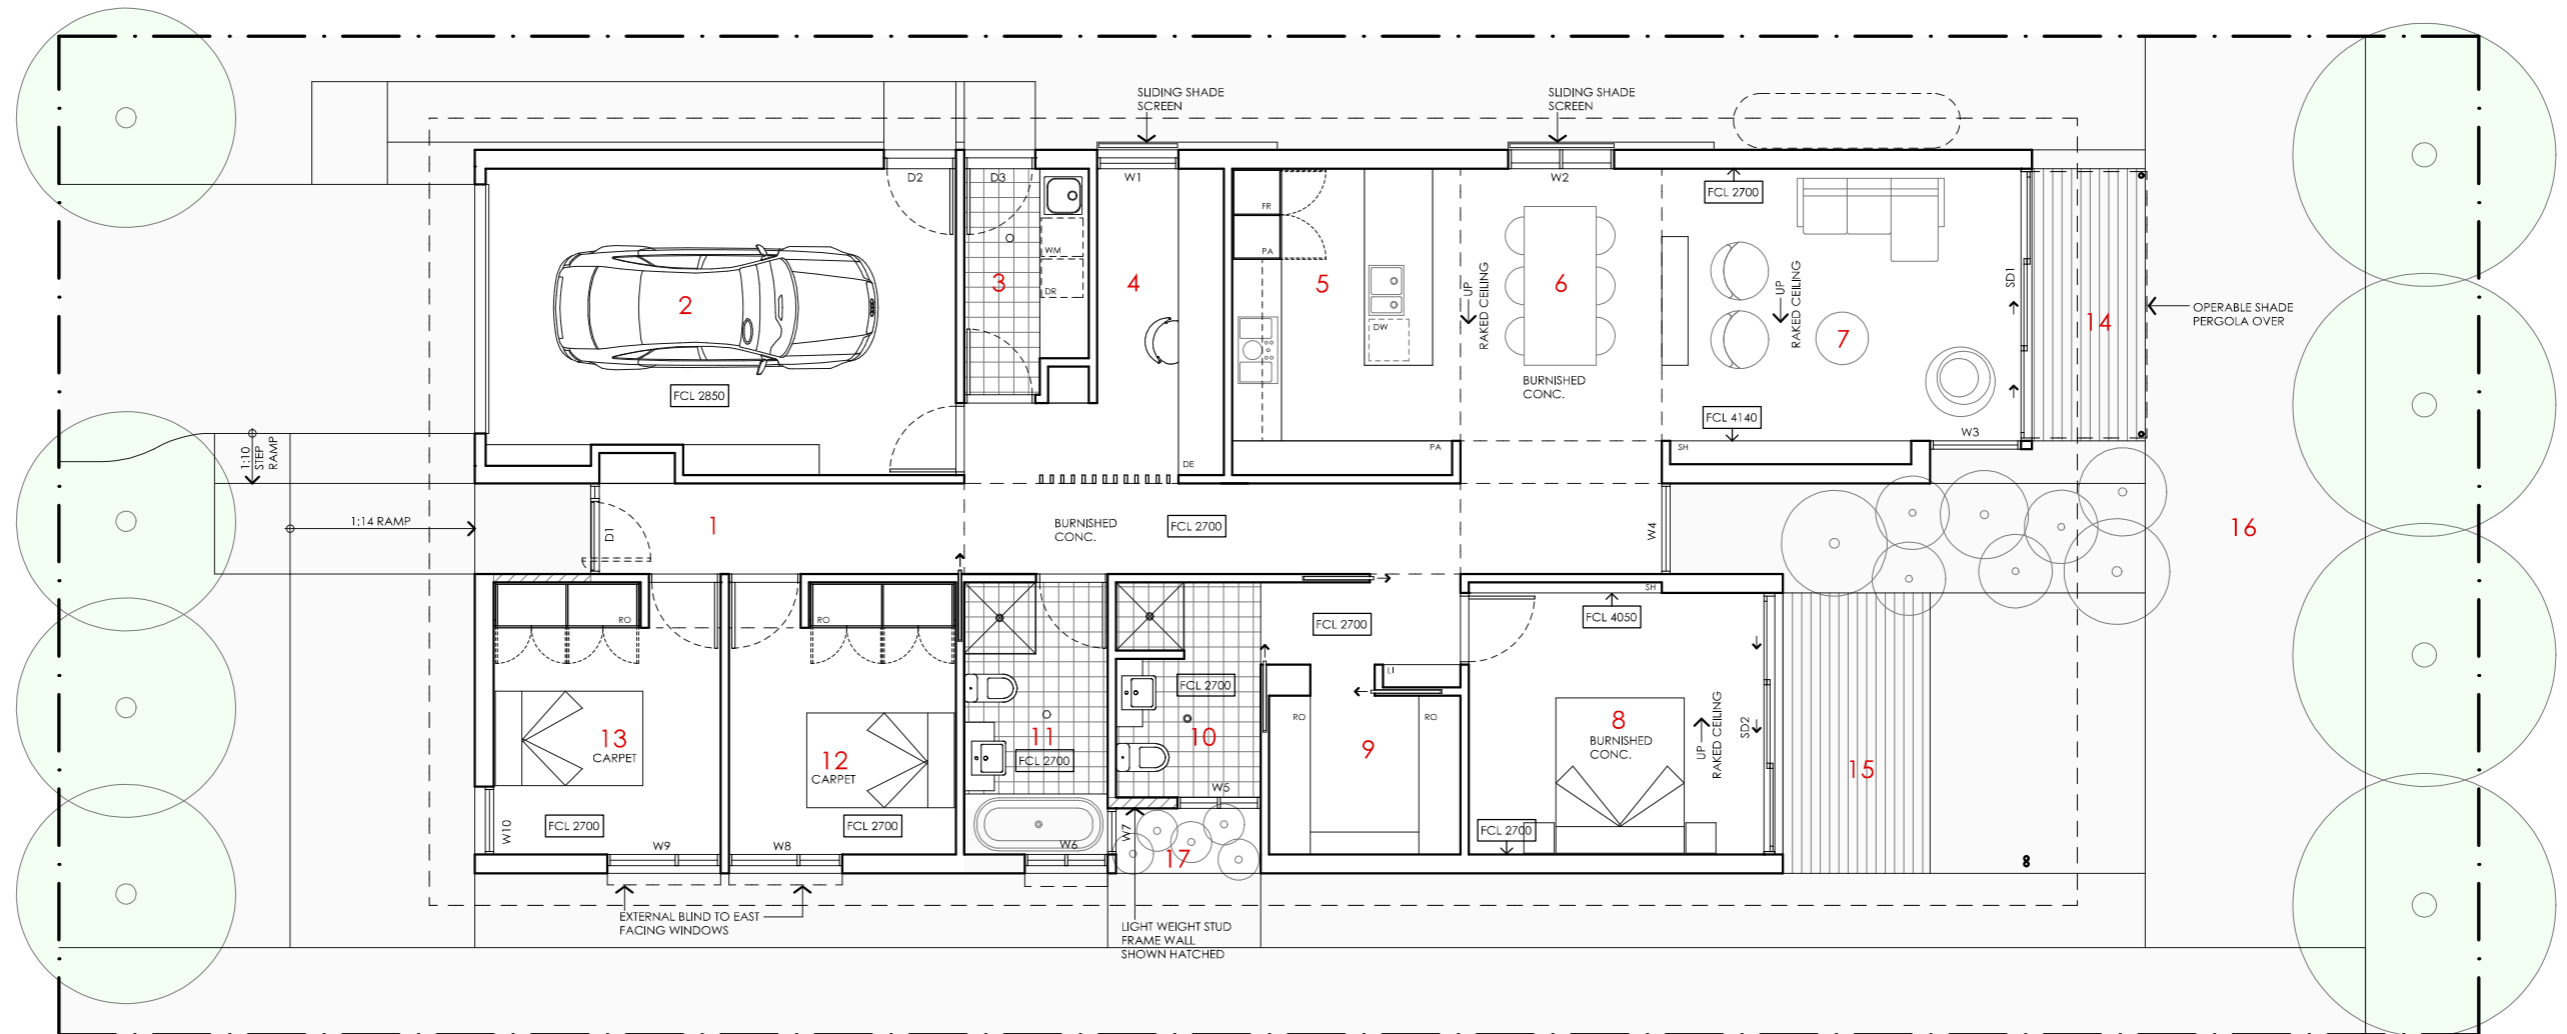 SLIDING SHADE
SCREEN
SLIDING SHADE
SCREEN
D2
D3
W1
W2
FCL 2700
FR
WM
PA
DR
2
3
4
5
6
7
14
UP
RAKED CEILING
UP
RAKED CEILING
SD1
OPERABLE SHADE
PERGOLA OVER
DW
BURNISHED
CONC.
FCL 2850
FCL 4140
W3
1:10
STEP
RAMP
DE
PA
SH
1:14 RAMP
D1
1
BURNISHED
CONC.
FCL 2700
W4
16
RO
RO
SH
FCL 4050
FCL 2700
LI
FCL 2700
RO
RO
8
BURNISHED
CONC.
UP
RAKED CEILING
SD2
13
CARPET
12
CARPET
11
FCL 2700
10
9
15
W5
W10
FCL 2700
FCL 2700
FCL 2700
W9
W8
W6
W7
17
8
EXTERNAL BLIND TO EAST
FACING WINDOWS
LIGHT WEIGHT STUD
FRAME WALL
SHOWN HATCHED